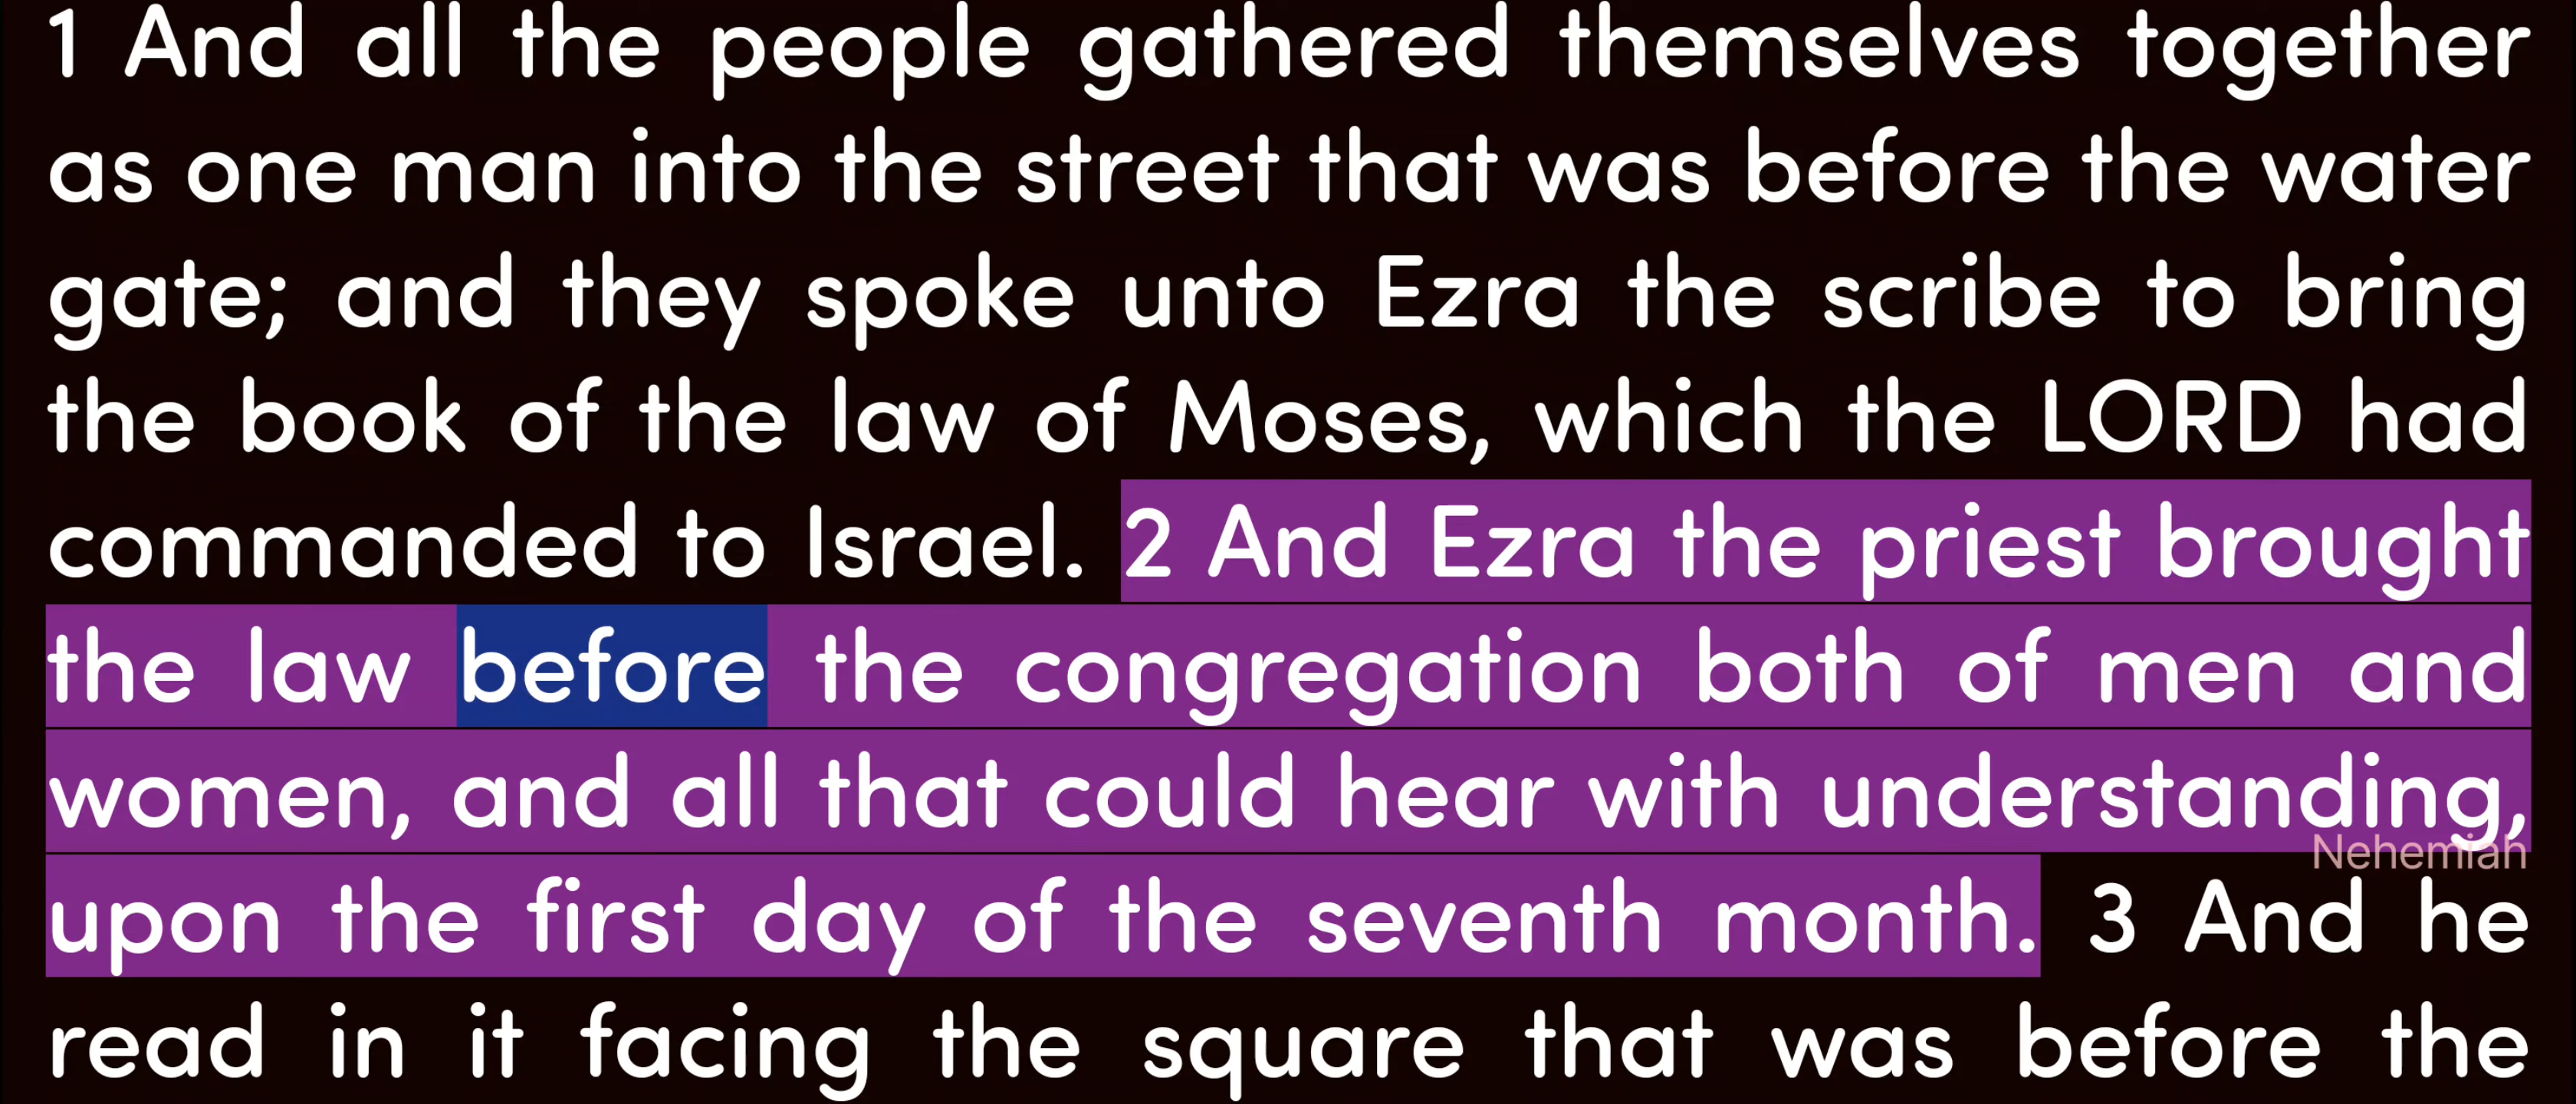 1 And all the people gathered themselves together
as one man into the street that was before the water
gate; and they spoke unto Ezra the scribe to bring
the book of the law of Moses, which the LORD had
commanded to Israel. 2 And Ezra the priest brought
the law before the congregation both of men and
women, and all that could hear with understanding,
Nehemiah
upon the first day of the seventh month. 3 And he
read in it facing the square that was before the